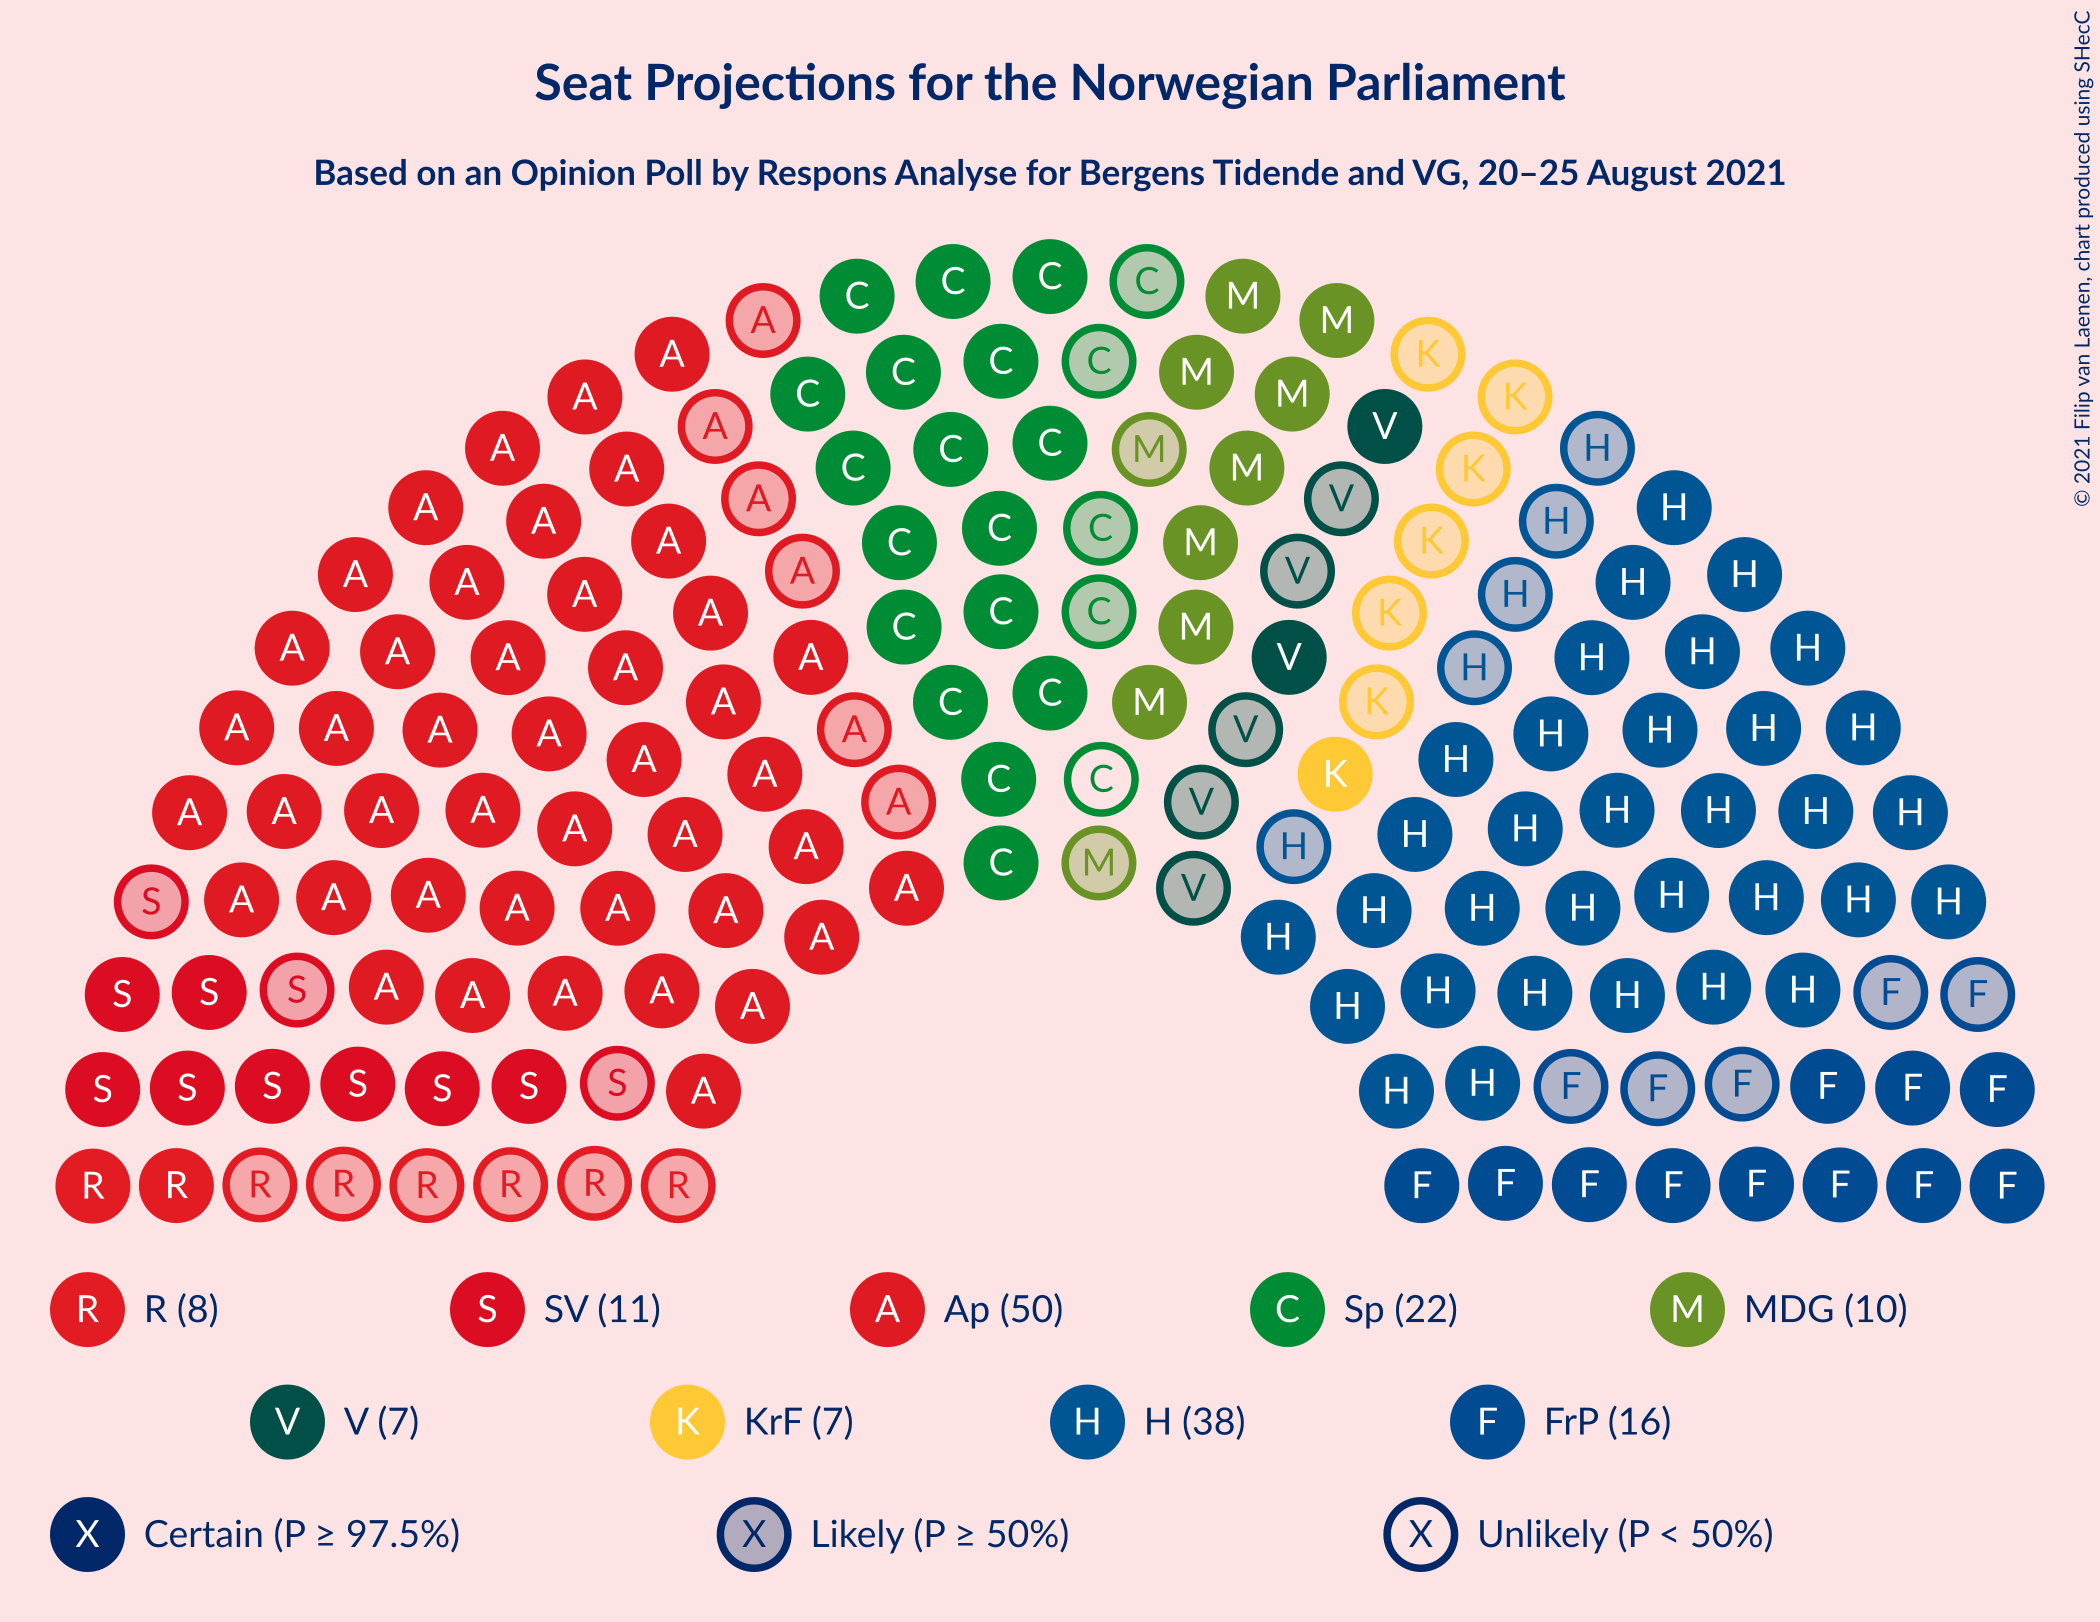 Seat Projections for the Norwegian Parliament
Based on an Opinion Poll by Respons Analyse for Bergens Tidende and VG, 20–25 August 2021
© 2021 Filip van Laenen, chart produced using SHecC
C C C C M M
A A K K
A C C C C M M V K H
A A A C C C M M V K H H
A A A A C C C M V K H H H
A A A A A C C C M V K H H H
A A A A A A C C M V K H H H H
A A A A A A A C C V K H H H H H
A A A A A A A A C M V H H H H H H H
S A A A A A A A A H H H H H H H H
S S S A A A A A H H H H H H F F
S S S S S S S A H H F F F F F F
R R R R R R R R F F F F F F F F
R R (8) S SV (11) A Ap (50) C Sp (22) M MDG (10)
V V (7) K KrF (7) H H (38) F FrP (16)
X Certain (P ≥ 97.5%) X Likely (P ≥ 50%) X Unlikely (P < 50%)